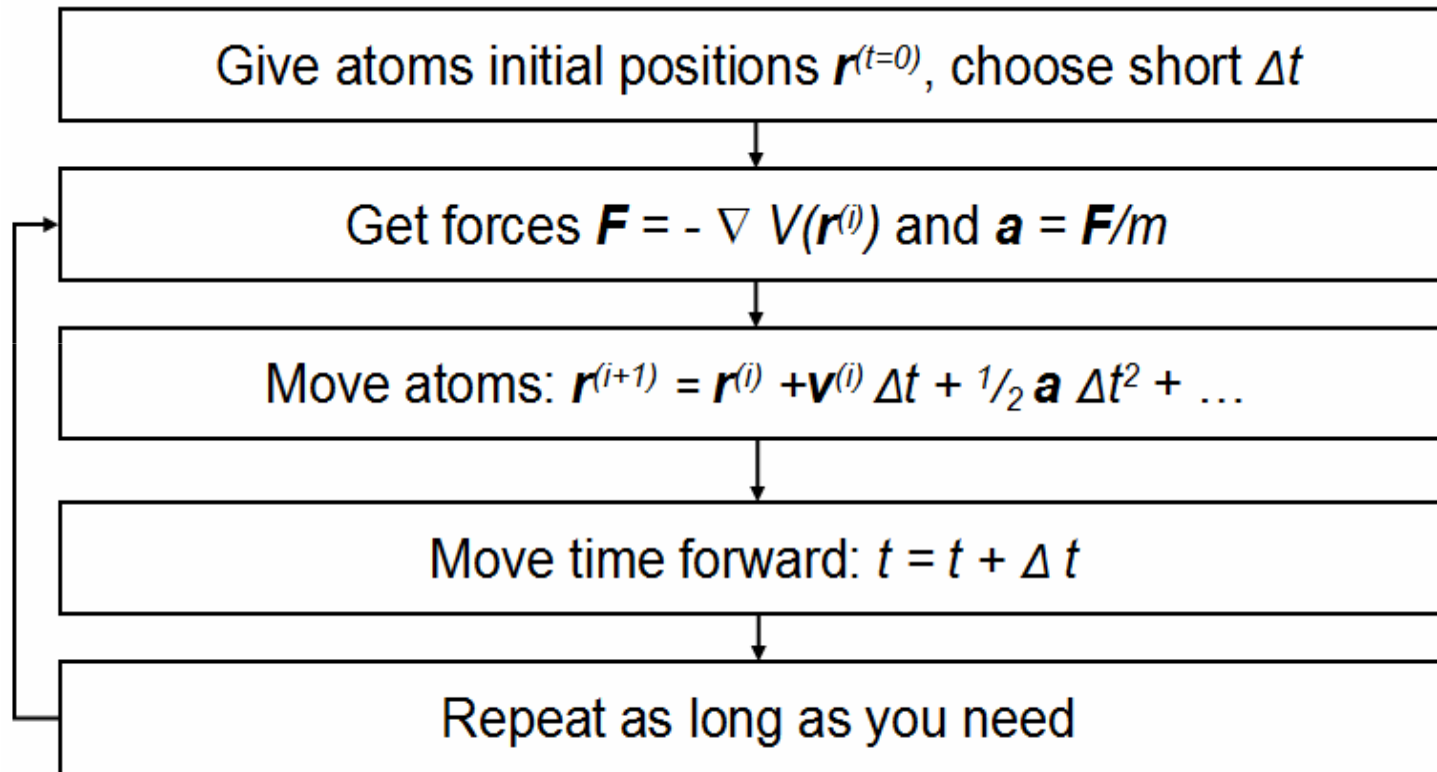 Give atoms initial positions r⁽ᵗ⁼⁰⁾, choose short Δt
Get forces F = - ∇ V(r⁽ⁱ⁾) and a = F/m
Move atoms: r⁽ⁱ⁺¹⁾ = r⁽ⁱ⁾ +v⁽ⁱ⁾ Δt + ¹/₂ a Δt² + …
Move time forward: t = t + Δ t
Repeat as long as you need